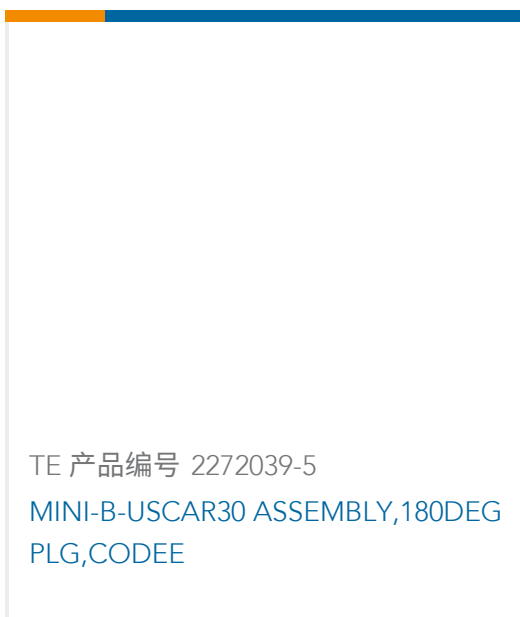 TE 产品编号 2272039-5
MINI-B-USCAR30 ASSEMBLY,180DEG
PLG,CODEE